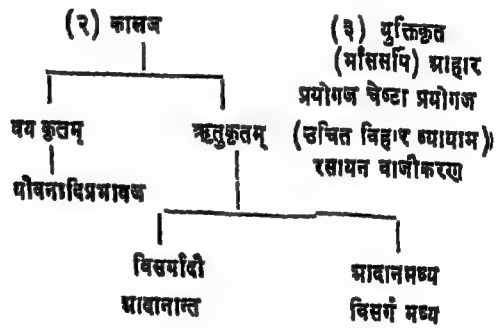 (२) कालज
(३) युक्तिकृत
(मांससर्पि) आहार
प्रयोगज चेष्टा प्रयोगज
(उचित विहार व्यायाम)
रसायन वाजीकरण
वय कृतम्
ऋतुकृतम्
यौवनादिप्रभावज
विसर्गादौ
आदानान्त
आदानमध्य
विसर्ग मध्य